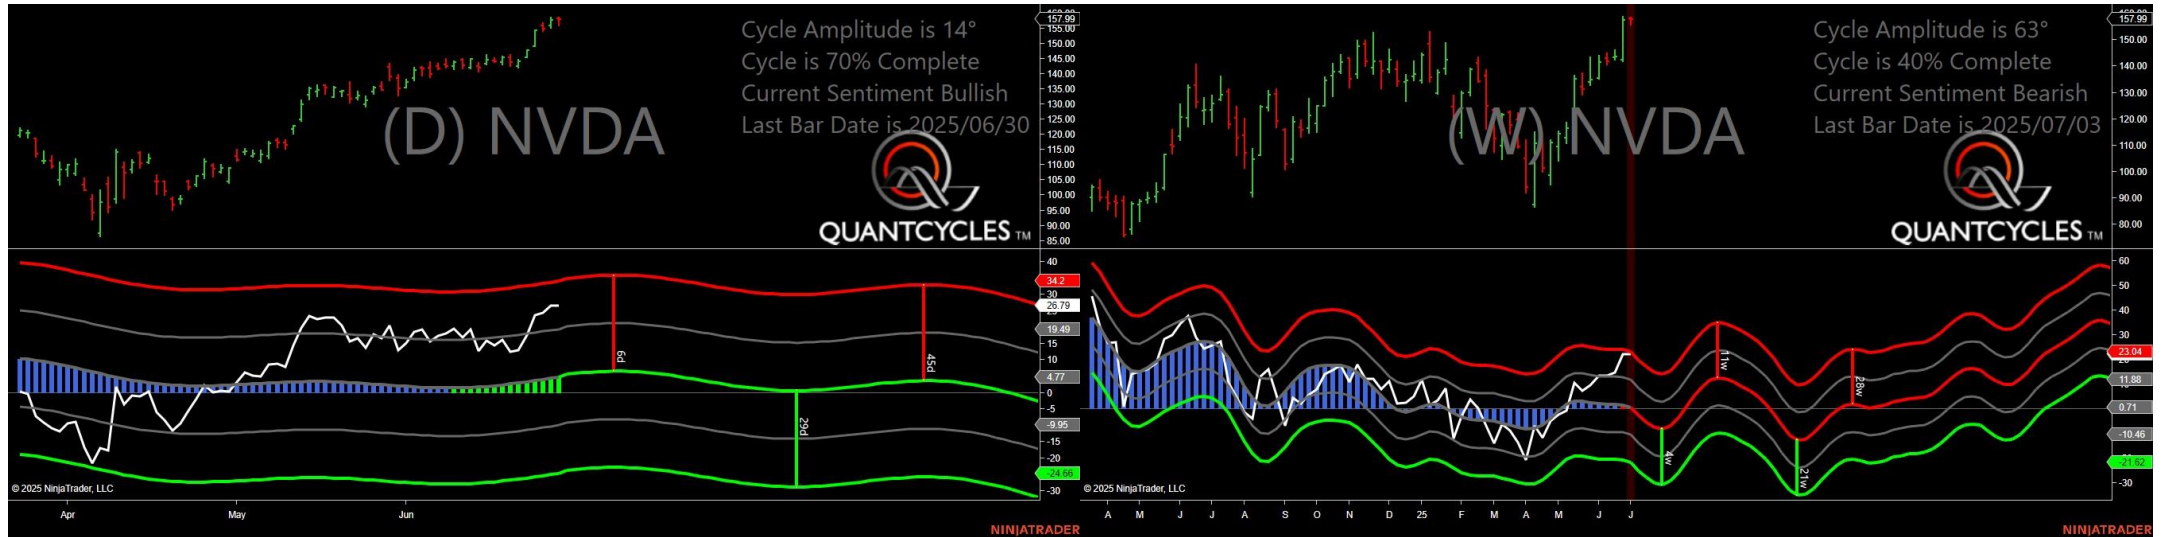 (D) NVDA
Cycle Amplitude is 14°
Cycle is 70% Complete
Current Sentiment Bullish
Last Bar Date is 2025/06/30
QUANTCYCLES TM
157.99
155.00
150.00
145.00
140.00
135.00
130.00
125.00
120.00
115.00
110.00
105.00
100.00
95.00
90.00
85.00
40
34.2
30
26.79
19.49
15
10
4.77
0
-5
-9.95
-15
-20
-24.66
-30
6d
29d
45d
© 2025 NinjaTrader, LLC
Apr May Jun
NINJATRADER
(W) NVDA
Cycle Amplitude is 63°
Cycle is 40% Complete
Current Sentiment Bearish
Last Bar Date is 2025/07/03
QUANTCYCLES TM
157.99
150.00
140.00
130.00
120.00
110.00
100.00
90.00
80.00
60
50
40
30
23.04
11.88
0.71
-10.46
-21.62
-30
4w
11w
21w
28w
© 2025 NinjaTrader, LLC
A M J J A S O N D 25 F M A M J J
NINJATRADER